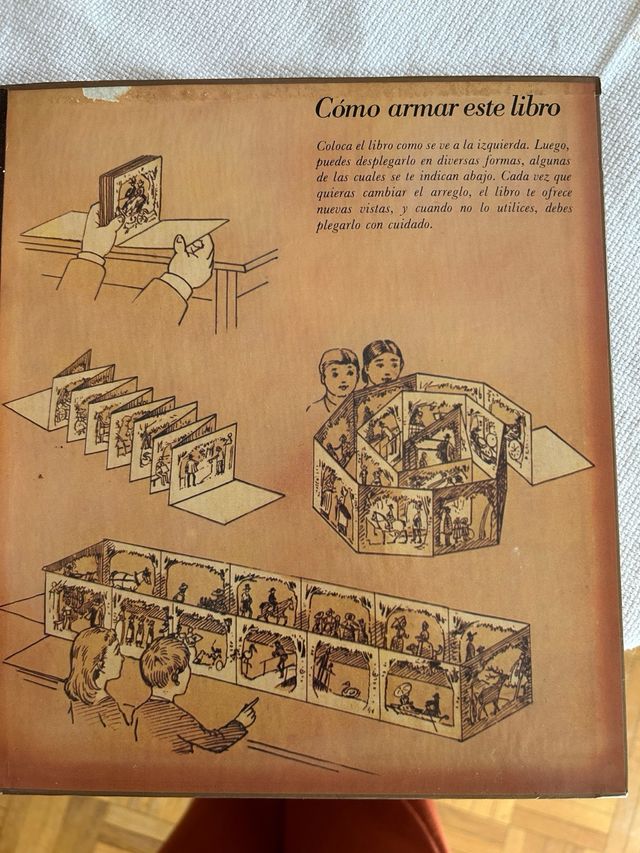 Cómo armar este libro
Coloca el libro como se ve a la izquierda. Luego,
puedes desplegarlo en diversas formas, algunas
de las cuales se te indican abajo. Cada vez que
quieras cambiar el arreglo, el libro te ofrece
nuevas vistas, y cuando no lo utilices, debes
plegarlo con cuidado.